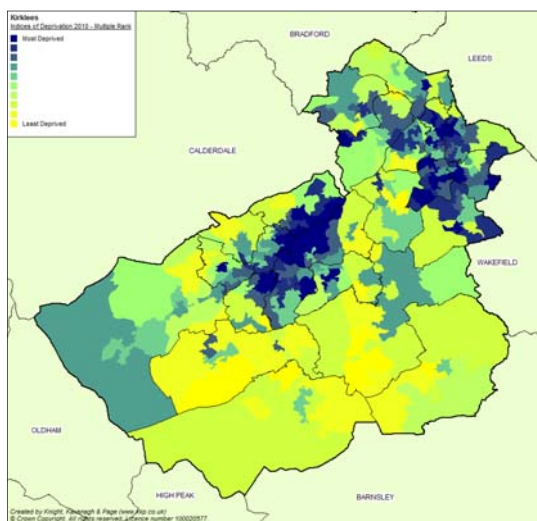 Kirklees
Indices of Deprivation 2010 - Multiple Rank
Most Deprived
Least Deprived
BRADFORD
LEEDS
CALDERDALE
WAKEFIELD
OLDHAM
HIGH PEAK
BARNSLEY
Created by Knight, Kavanagh & Page (www.kkp.co.uk)
© Crown Copyright. All rights reserved. Licence number 100020577